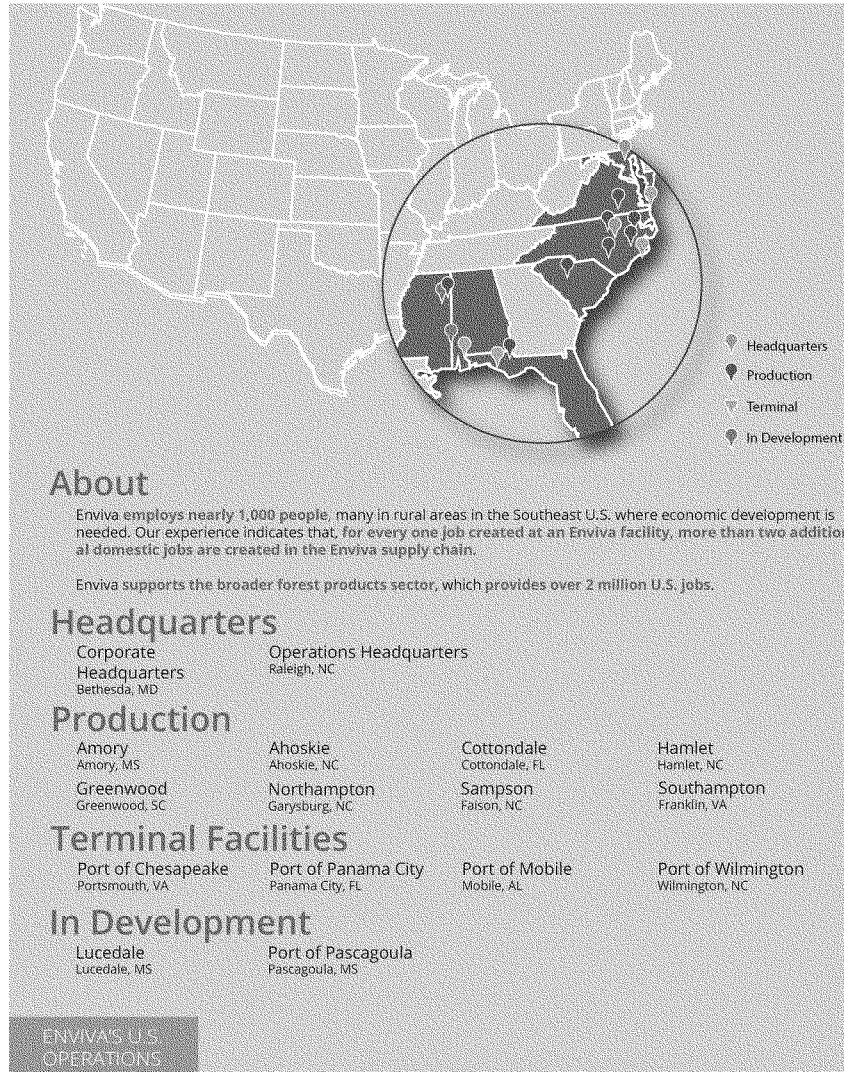 Headquarters
Production
Terminal
In Development
About
Enviva employs nearly 1,000 people, many in rural areas in the Southeast U.S. where economic development is
needed. Our experience indicates that, for every one job created at an Enviva facility, more than two addition
al domestic jobs are created in the Enviva supply chain.
Enviva supports the broader forest products sector, which provides over 2 million U.S. jobs.
Headquarters
Corporate
Headquarters
Bethesda, MD
Operations Headquarters
Raleigh, NC
Production
Amory
Amory, MS
Ahoskie
Ahoskie, NC
Cottondale
Cottondale, FL
Hamlet
Hamlet, NC
Greenwood
Greenwood, SC
Northampton
Garysburg, NC
Sampson
Faison, NC
Southampton
Franklin, VA
Terminal Facilities
Port of Chesapeake
Portsmouth, VA
Port of Panama City
Panama City, FL
Port of Mobile
Mobile, AL
Port of Wilmington
Wilmington, NC
In Development
Lucedale
Lucedale, MS
Port of Pascagoula
Pascagoula, MS
ENVIVA'S U.S.
OPERATIONS